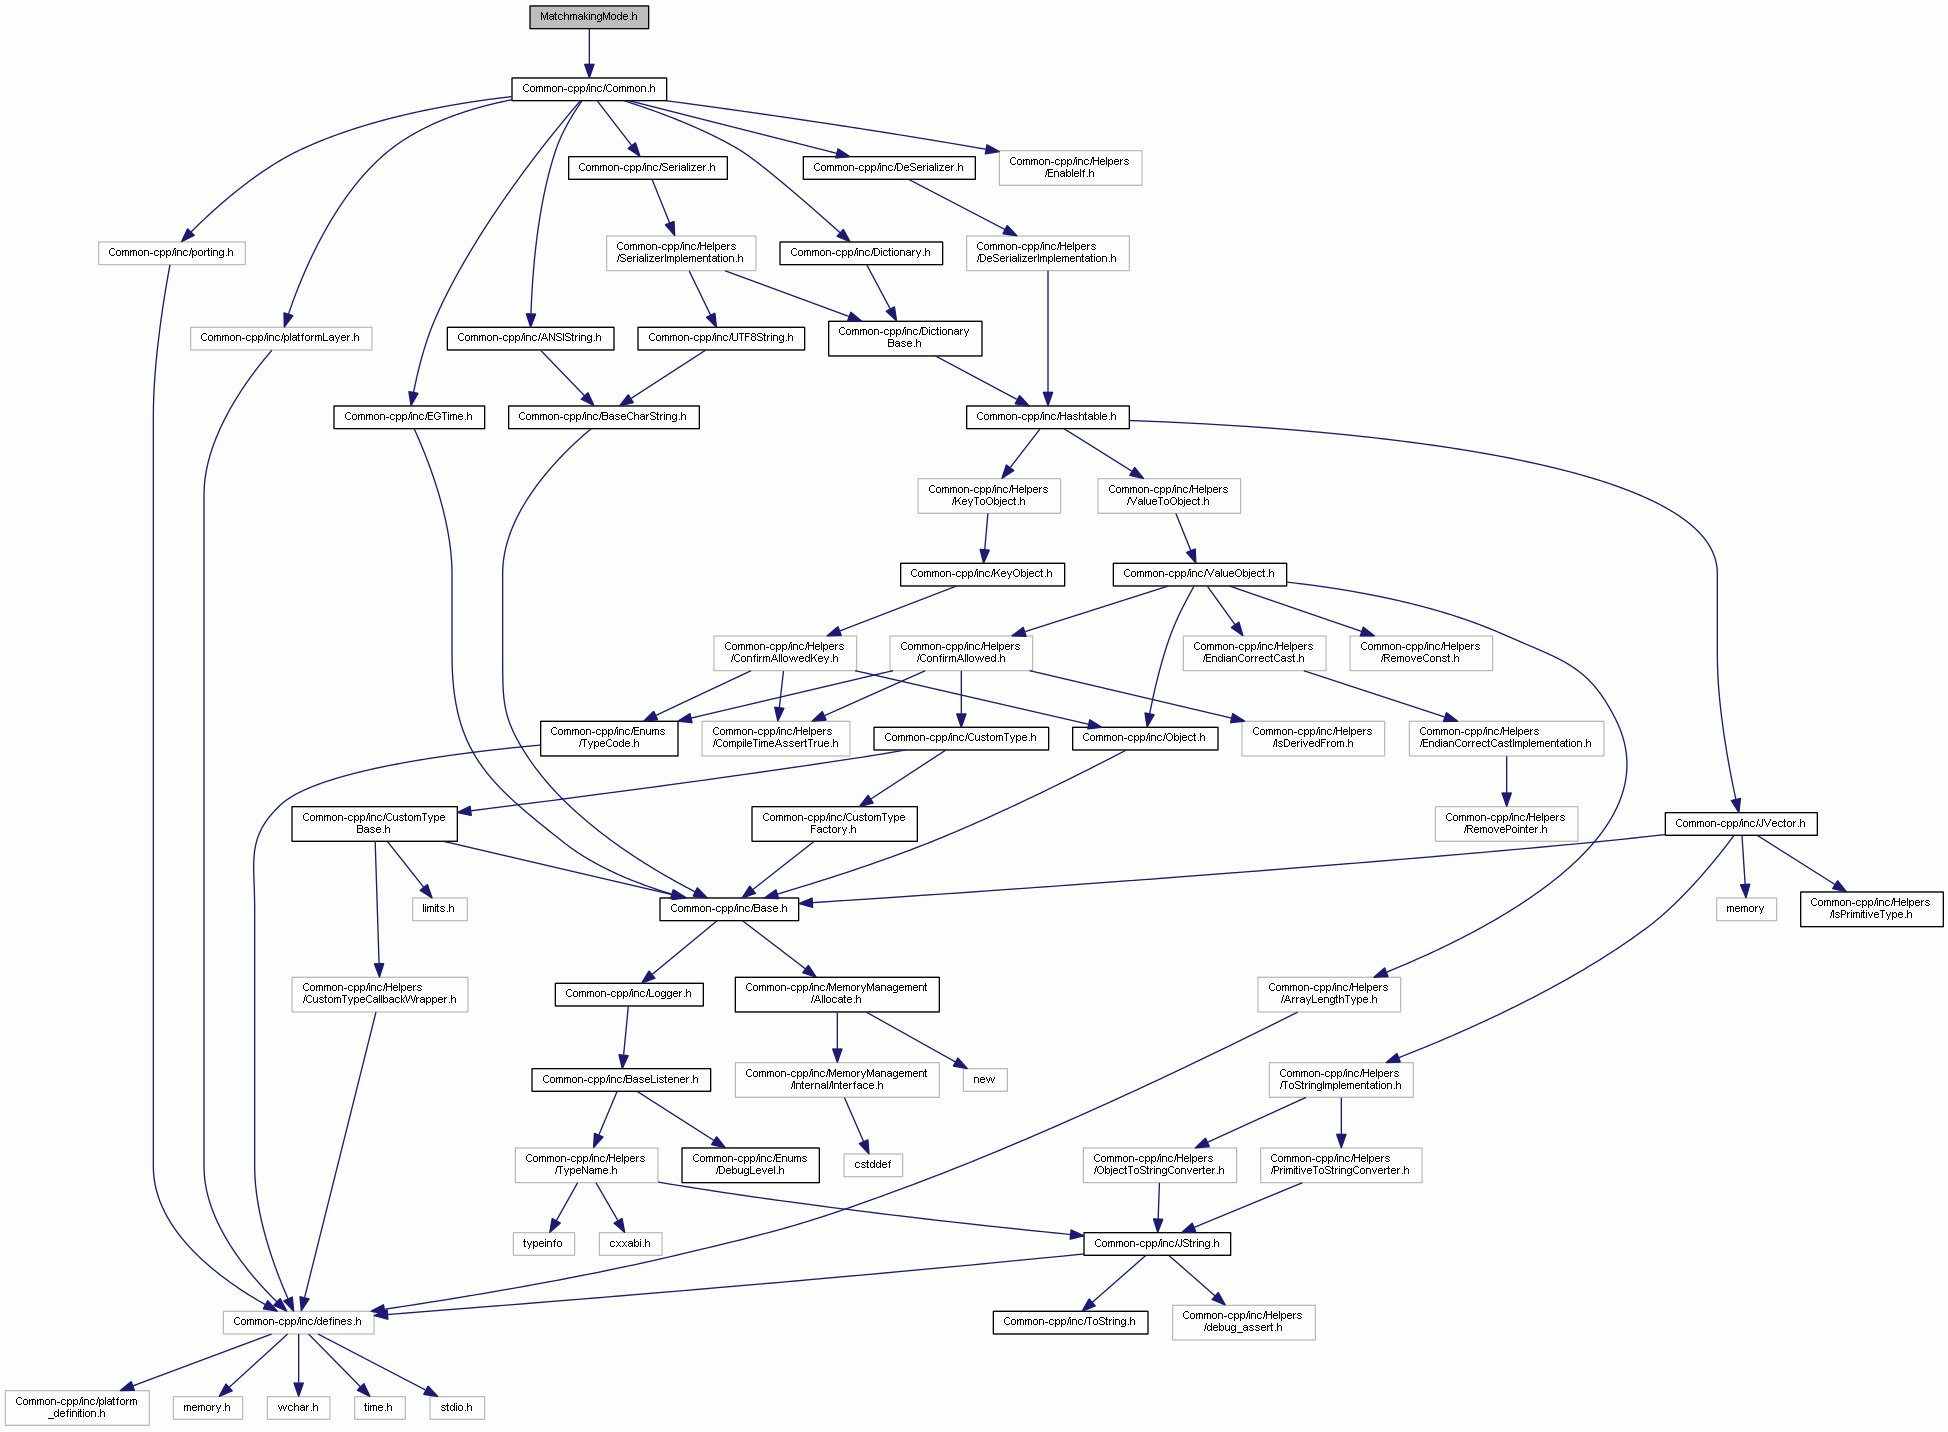 MatchmakingMode.h
Common-cpp/inc/Common.h
Common-cpp/inc/Serializer.h
Common-cpp/inc/DeSerializer.h
Common-cpp/inc/Helpers
/EnableIf.h
Common-cpp/inc/porting.h
Common-cpp/inc/Helpers
/SerializerImplementation.h
Common-cpp/inc/Dictionary.h
Common-cpp/inc/Helpers
/DeSerializerImplementation.h
Common-cpp/inc/platformLayer.h
Common-cpp/inc/ANSIString.h
Common-cpp/inc/UTF8String.h
Common-cpp/inc/Dictionary
Base.h
Common-cpp/inc/EGTime.h
Common-cpp/inc/BaseCharString.h
Common-cpp/inc/Hashtable.h
Common-cpp/inc/Helpers
/KeyToObject.h
Common-cpp/inc/Helpers
/ValueToObject.h
Common-cpp/inc/KeyObject.h
Common-cpp/inc/ValueObject.h
Common-cpp/inc/Helpers
/ConfirmAllowedKey.h
Common-cpp/inc/Helpers
/ConfirmAllowed.h
Common-cpp/inc/Helpers
/EndianCorrectCast.h
Common-cpp/inc/Helpers
/RemoveConst.h
Common-cpp/inc/Enums
/TypeCode.h
Common-cpp/inc/Helpers
/CompileTimeAssertTrue.h
Common-cpp/inc/CustomType.h
Common-cpp/inc/Object.h
Common-cpp/inc/Helpers
/IsDerivedFrom.h
Common-cpp/inc/Helpers
/EndianCorrectCastImplementation.h
Common-cpp/inc/CustomType
Base.h
Common-cpp/inc/CustomType
Factory.h
Common-cpp/inc/Helpers
/RemovePointer.h
Common-cpp/inc/JVector.h
limits.h
Common-cpp/inc/Base.h
memory
Common-cpp/inc/Helpers
/IsPrimitiveType.h
Common-cpp/inc/Helpers
/CustomTypeCallbackWrapper.h
Common-cpp/inc/Logger.h
Common-cpp/inc/MemoryManagement
/Allocate.h
Common-cpp/inc/Helpers
/ArrayLengthType.h
Common-cpp/inc/BaseListener.h
Common-cpp/inc/MemoryManagement
/Internal/Interface.h
new
Common-cpp/inc/Helpers
/ToStringImplementation.h
Common-cpp/inc/Helpers
/TypeName.h
Common-cpp/inc/Enums
/DebugLevel.h
cstddef
Common-cpp/inc/Helpers
/ObjectToStringConverter.h
Common-cpp/inc/Helpers
/PrimitiveToStringConverter.h
typeinfo
cxxabi.h
Common-cpp/inc/JString.h
Common-cpp/inc/defines.h
Common-cpp/inc/ToString.h
Common-cpp/inc/Helpers
/debug_assert.h
Common-cpp/inc/platform
_definition.h
memory.h
wchar.h
time.h
stdio.h